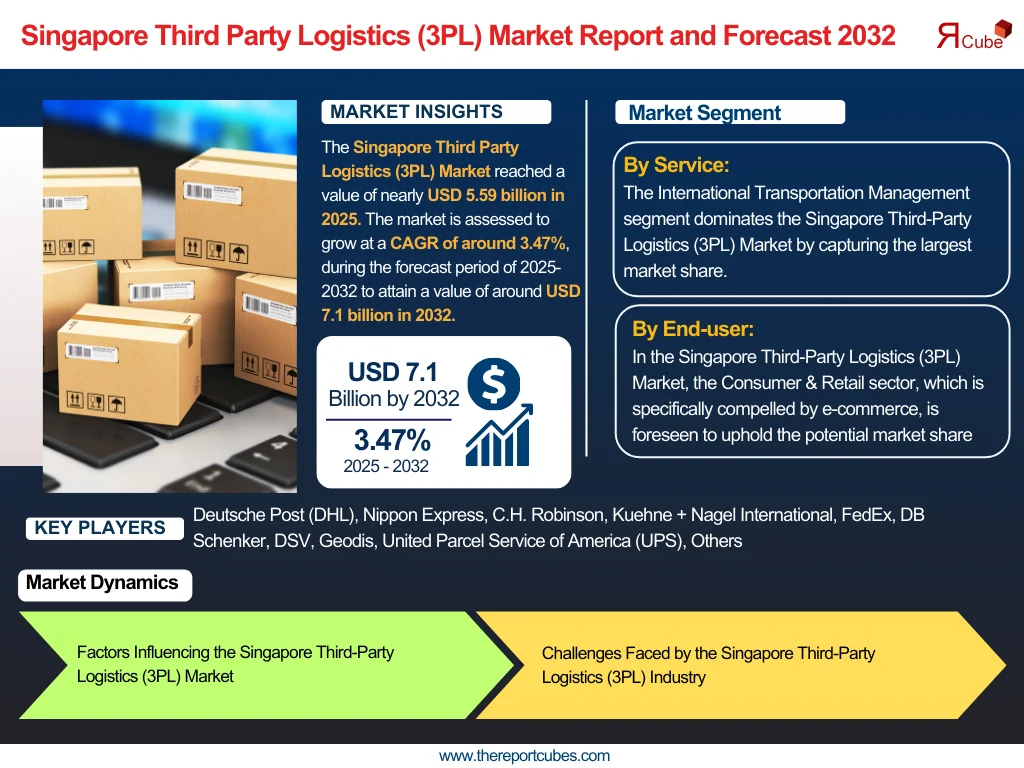 Singapore Third Party Logistics (3PL) Market Report and Forecast 2032
ЯCube
MARKET INSIGHTS
The Singapore Third Party
Logistics (3PL) Market reached a
value of nearly USD 5.59 billion in
2025. The market is assessed to
grow at a CAGR of around 3.47%,
during the forecast period of 2025-
2032 to attain a value of around USD
7.1 billion in 2032.
USD 7.1
Billion by 2032
3.47%
2025 - 2032
Market Segment
By Service:
The International Transportation Management
segment dominates the Singapore Third-Party
Logistics (3PL) Market by capturing the largest
market share.
By End-user:
In the Singapore Third-Party Logistics (3PL)
Market, the Consumer & Retail sector, which is
specifically compelled by e-commerce, is
foreseen to uphold the potential market share
KEY PLAYERS
Deutsche Post (DHL), Nippon Express, C.H. Robinson, Kuehne + Nagel International, FedEx, DB
Schenker, DSV, Geodis, United Parcel Service of America (UPS), Others
Market Dynamics
Factors Influencing the Singapore Third-Party
Logistics (3PL) Market
Challenges Faced by the Singapore Third-Party
Logistics (3PL) Industry
www.thereportcubes.com